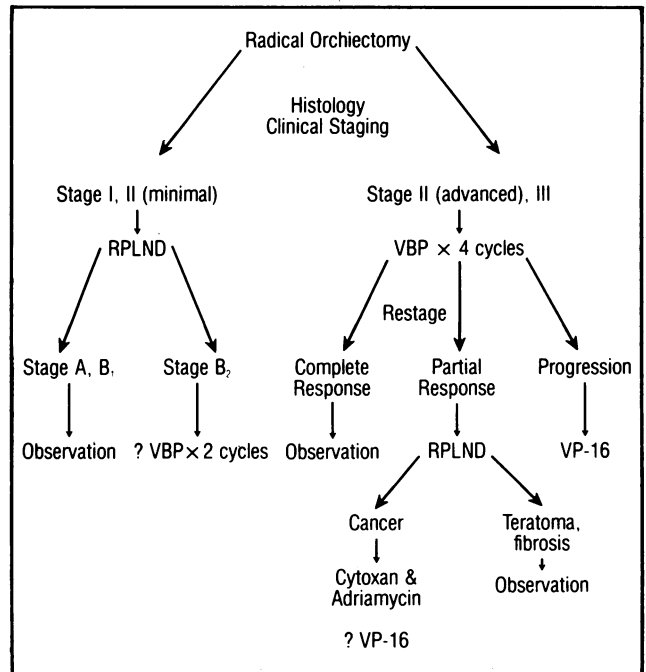 Radical Orchiectomy
Histology
Clinical Staging
Stage I, II (minimal)
Stage II (advanced), III
RPLND
VBP × 4 cycles
Restage
Stage A, B₁
Stage B₂
Complete
Response
Partial
Response
Progression
Observation
? VBP × 2 cycles
Observation
RPLND
VP-16
Cancer
Teratoma,
fibrosis
Cytoxan &
Adriamycin
Observation
? VP-16